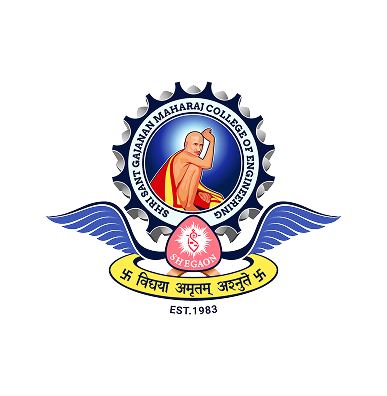 SHRI SANT GAJANAN MAHARAJ COLLEGE OF ENGINEERING
SHEGAON
卐 विद्यया अमृतम् अश्नुते 卐
EST.1983